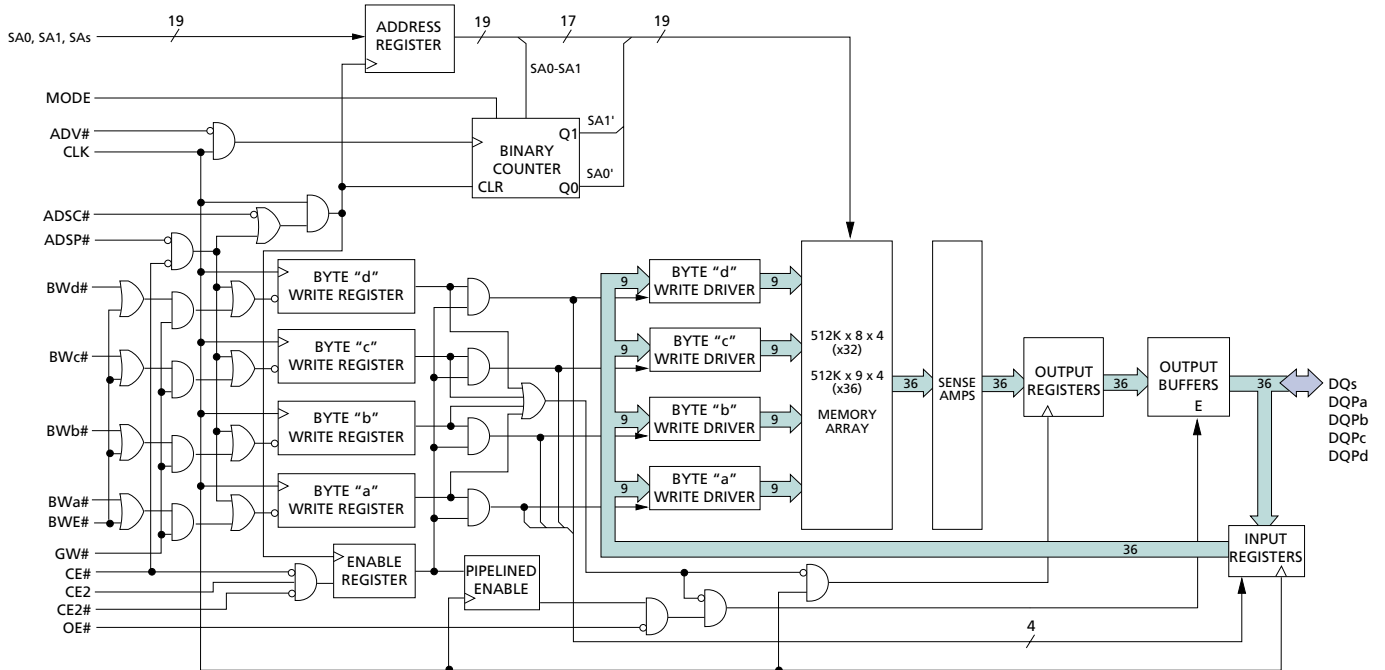 SA0, SA1, SAs
19
ADDRESS
REGISTER
19
17
19
SA0-SA1
MODE
ADV#
CLK
BINARY
COUNTER
Q1
SA1'
CLR
Q0
SA0'
ADSC#
ADSP#
BWd#
BYTE "d"
WRITE REGISTER
9
BYTE "d"
WRITE DRIVER
9
BWc#
BYTE "c"
WRITE REGISTER
9
BYTE "c"
WRITE DRIVER
9
BWb#
BYTE "b"
WRITE REGISTER
9
BYTE "b"
WRITE DRIVER
9
BWa#
BWE#
BYTE "a"
WRITE REGISTER
9
BYTE "a"
WRITE DRIVER
9
512K x 8 x 4
(x32)
512K x 9 x 4
(x36)
MEMORY
ARRAY
36
SENSE
AMPS
36
OUTPUT
REGISTERS
36
OUTPUT
BUFFERS
E
36
DQs
DQPa
DQPb
DQPc
DQPd
GW#
CE#
CE2
CE2#
OE#
ENABLE
REGISTER
PIPELINED
ENABLE
36
INPUT
REGISTERS
4